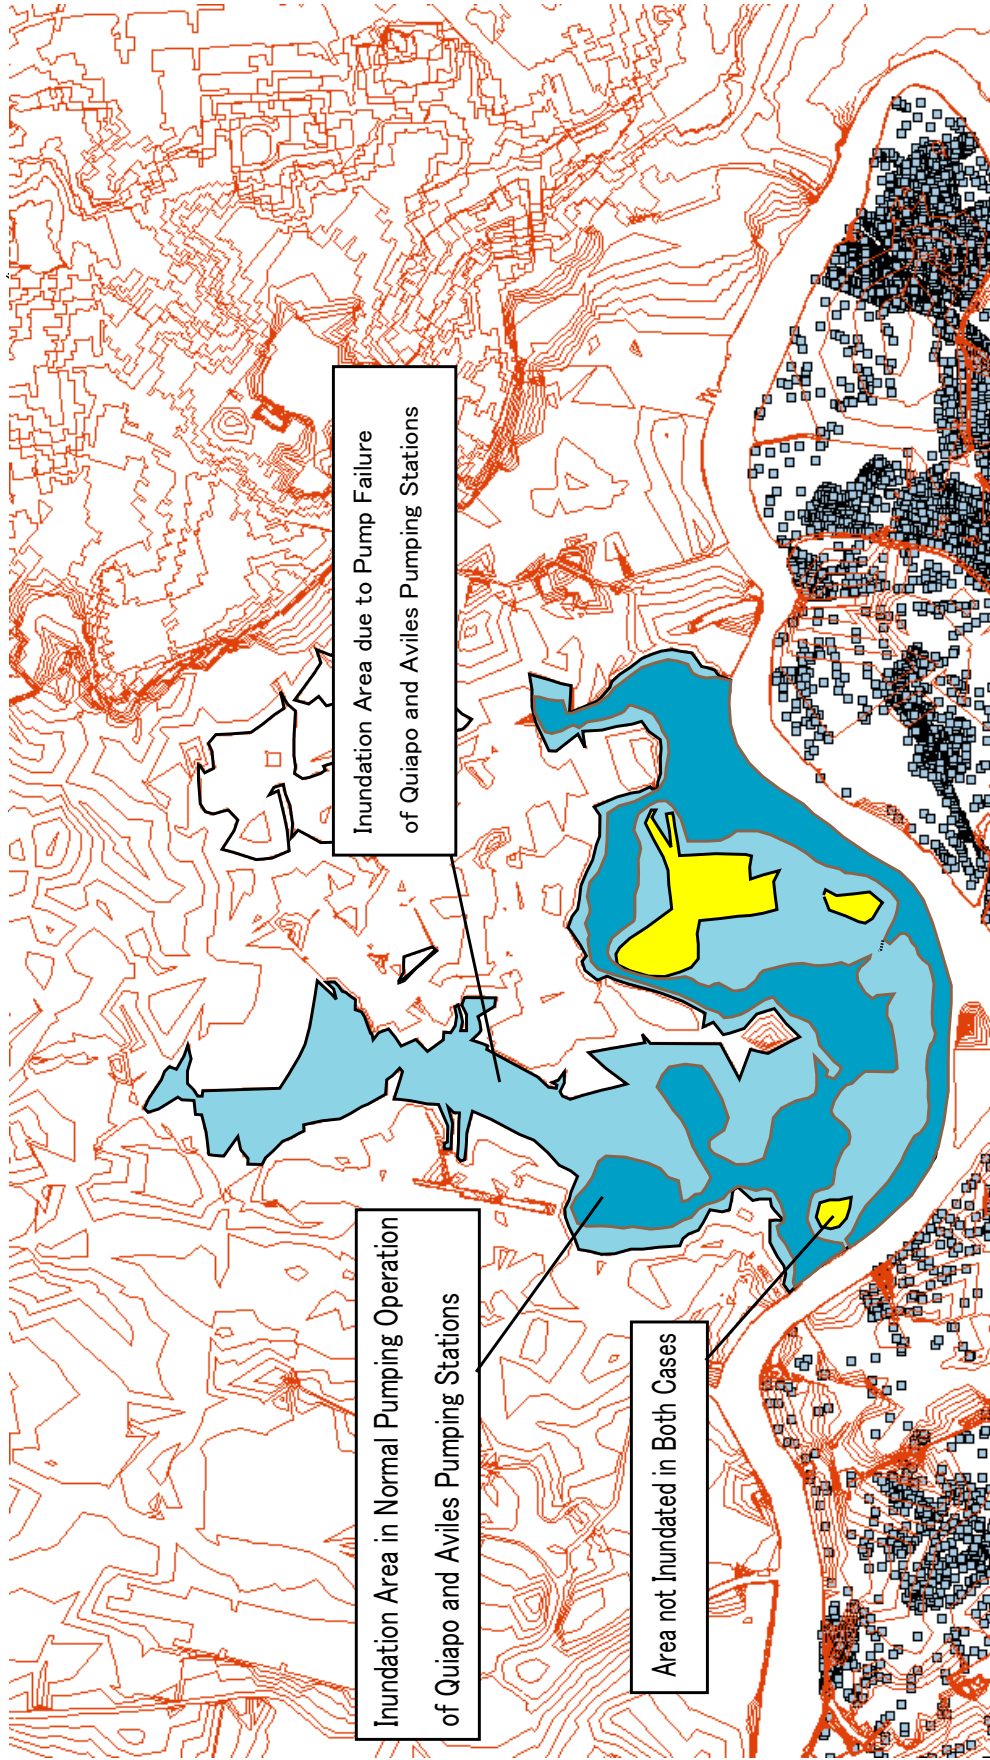 Inundation Area due to Pump Failure
of Quiapo and Aviles Pumping Stations
Inundation Area in Normal Pumping Operation
of Quiapo and Aviles Pumping Stations
Area not Inundated in Both Cases